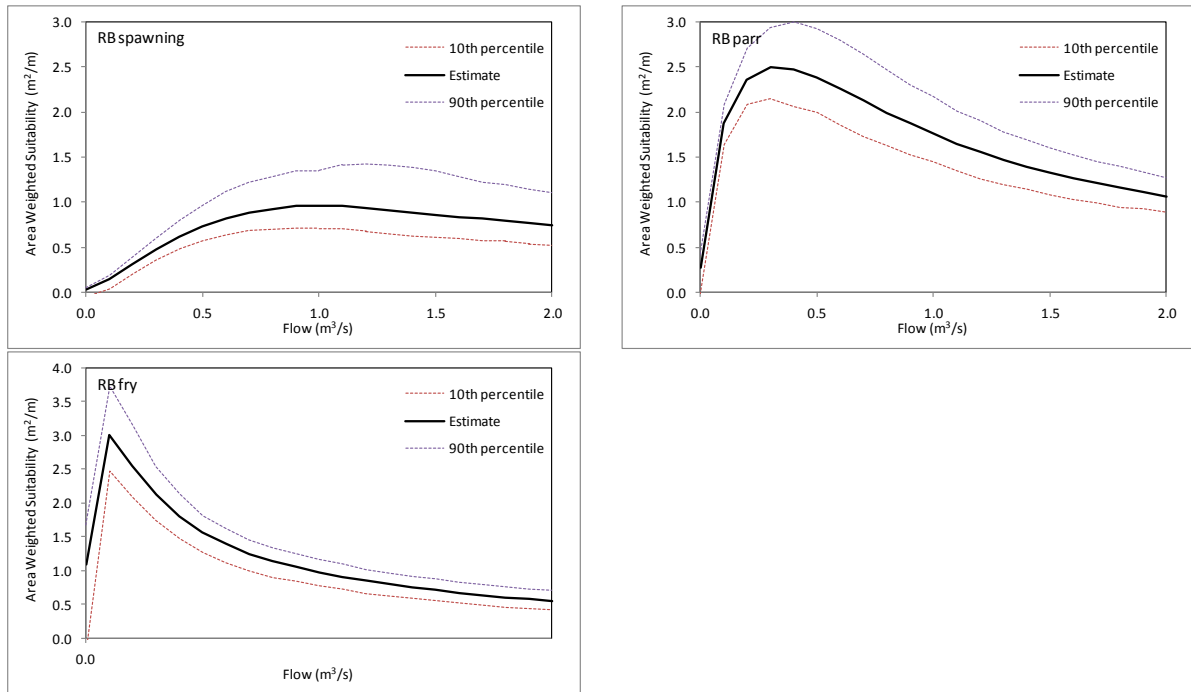 RB spawning
10th percentile
Estimate
90th percentile
Area Weighted Suitability (m²/m)
3.0
2.5
2.0
1.5
1.0
0.5
0.0
0.0 0.5 1.0 1.5 2.0
Flow (m³/s)
RB parr
10th percentile
Estimate
90th percentile
Area Weighted Suitability (m²/m)
3.0
2.5
2.0
1.5
1.0
0.5
0.0
0.0 0.5 1.0 1.5 2.0
Flow (m³/s)
RB fry
10th percentile
Estimate
90th percentile
Area Weighted Suitability (m²/m)
4.0
3.5
3.0
2.5
2.0
1.5
1.0
0.5
0.0
0.0
Flow (m³/s)